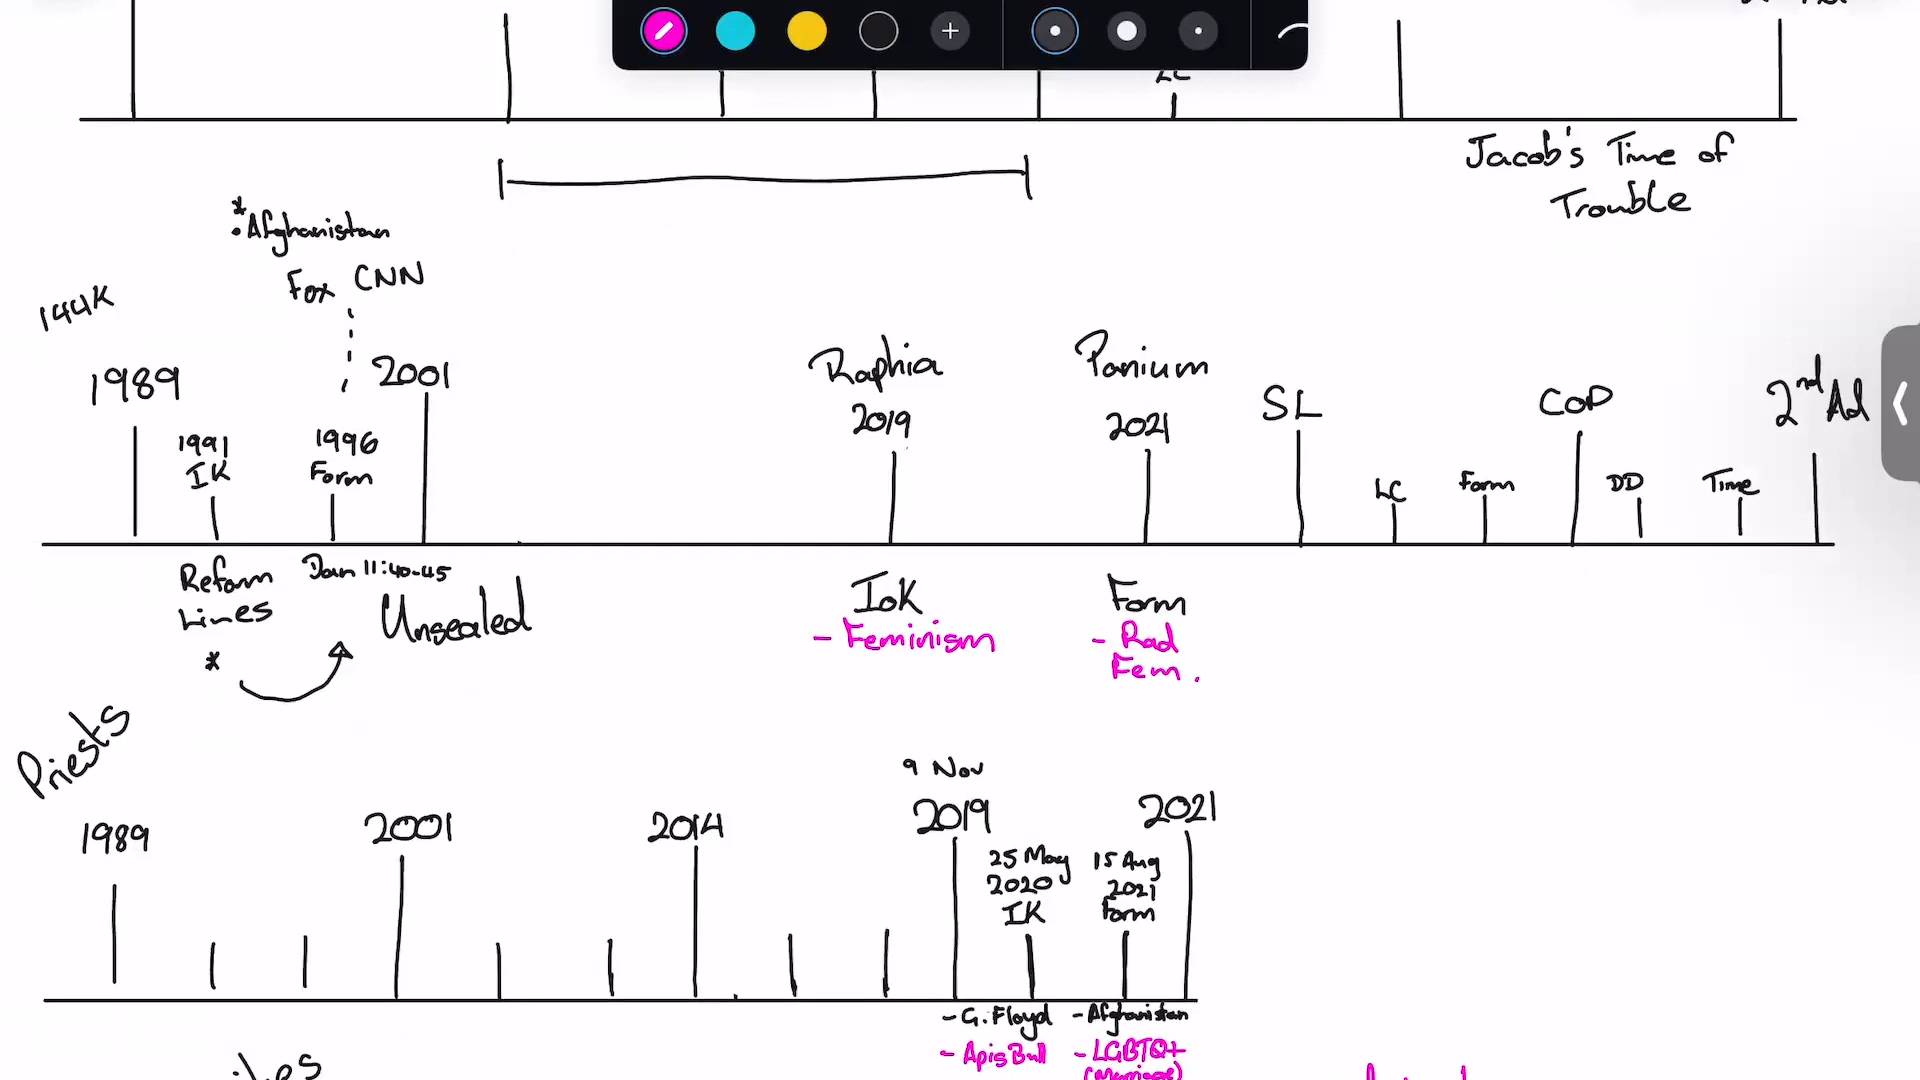 LC
Jacob's Time of
Trouble
* Afghanistan
Fox CNN
144K
1989
1991
IK
1996
Form
2001
Raphia
2019
Panium
2021
SL
LC
Form
CoP
DD
Time
2nd Ad
Reform
Lines
*
Dan 11:40-45
Unsealed
IoK
- Feminism
Form
- Rad
Fem.
Priests
1989
2001
2014
9 Nov
2019
25 May
2020
IK
15 Aug
2021
Form
2021
- G. Floyd
- Apis Bull
- Afghanistan
- LGBTQ+
(Marriage)